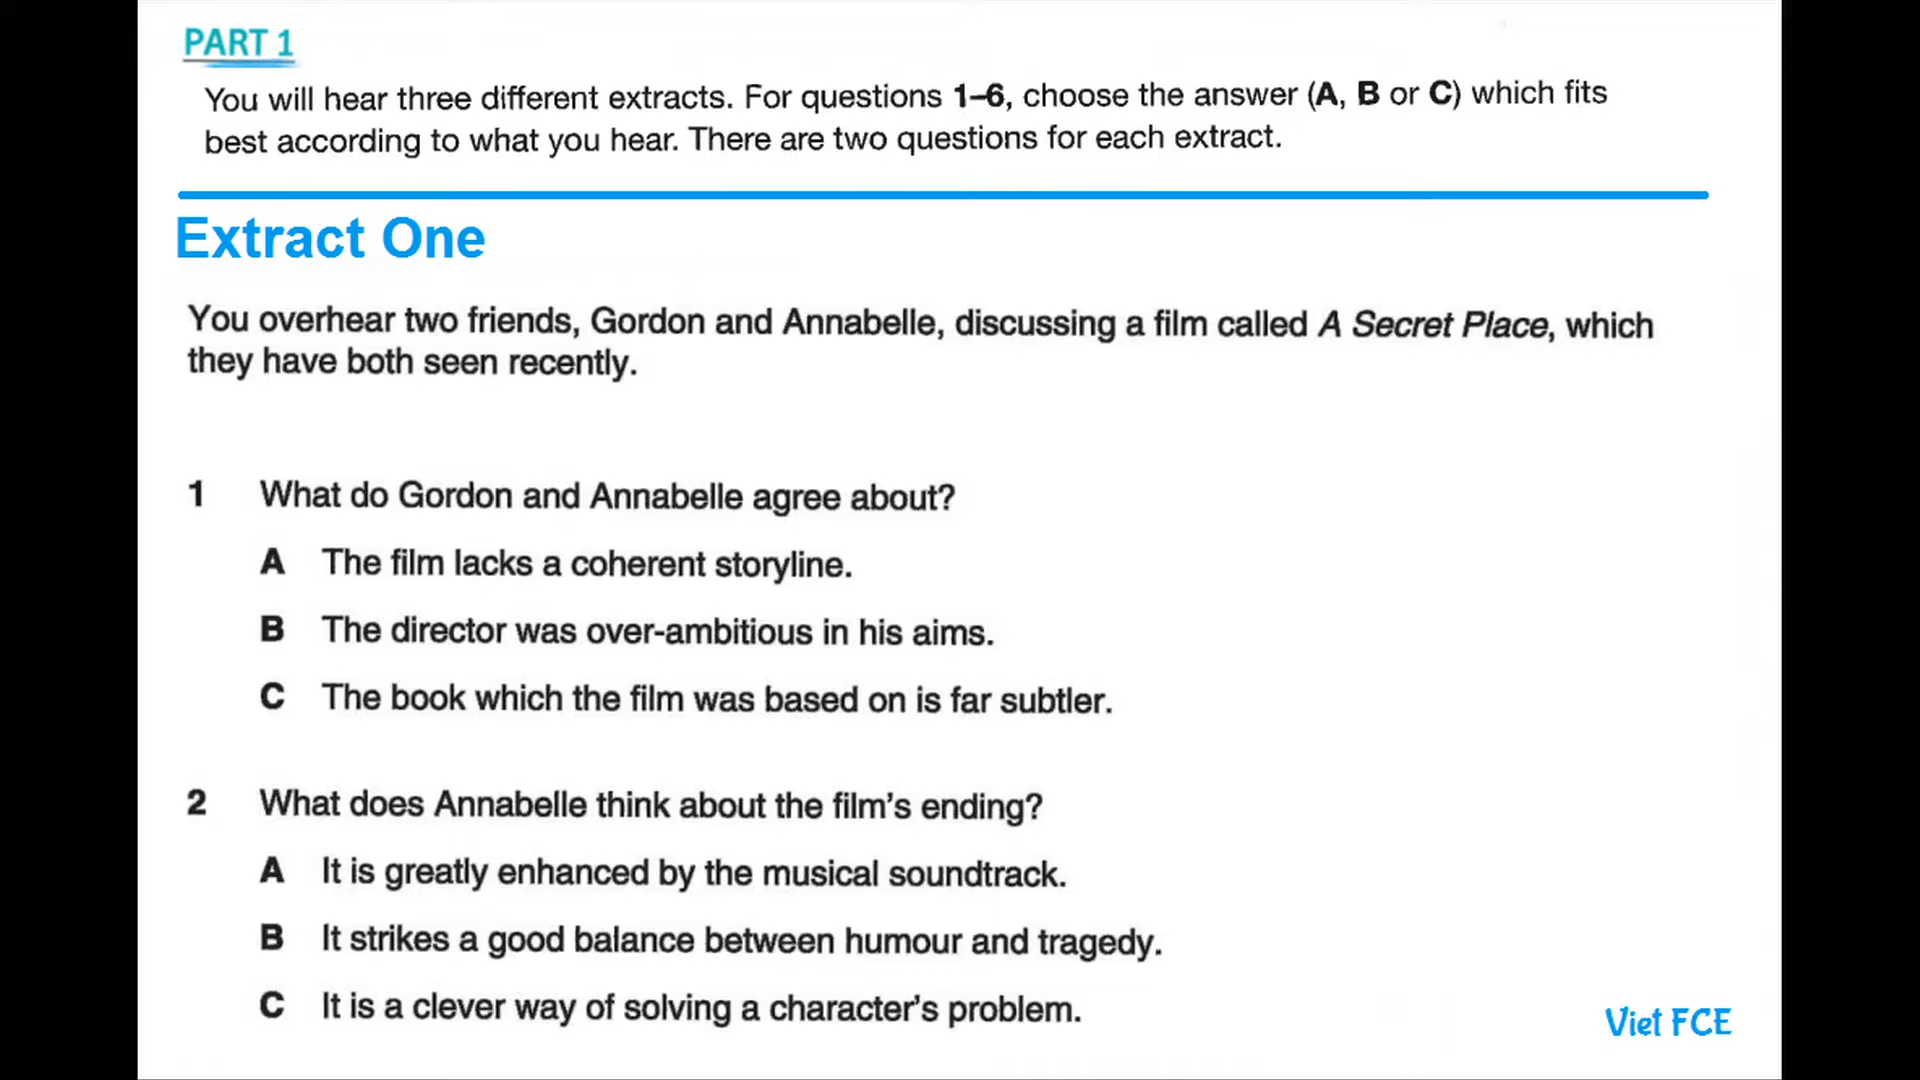 PART 1
You will hear three different extracts. For questions 1–6, choose the answer (A, B or C) which fits
best according to what you hear. There are two questions for each extract.
Extract One
You overhear two friends, Gordon and Annabelle, discussing a film called A Secret Place, which
they have both seen recently.
1 What do Gordon and Annabelle agree about?
A The film lacks a coherent storyline.
B The director was over-ambitious in his aims.
C The book which the film was based on is far subtler.
2 What does Annabelle think about the film's ending?
A It is greatly enhanced by the musical soundtrack.
B It strikes a good balance between humour and tragedy.
C It is a clever way of solving a character's problem.
Viet FCE